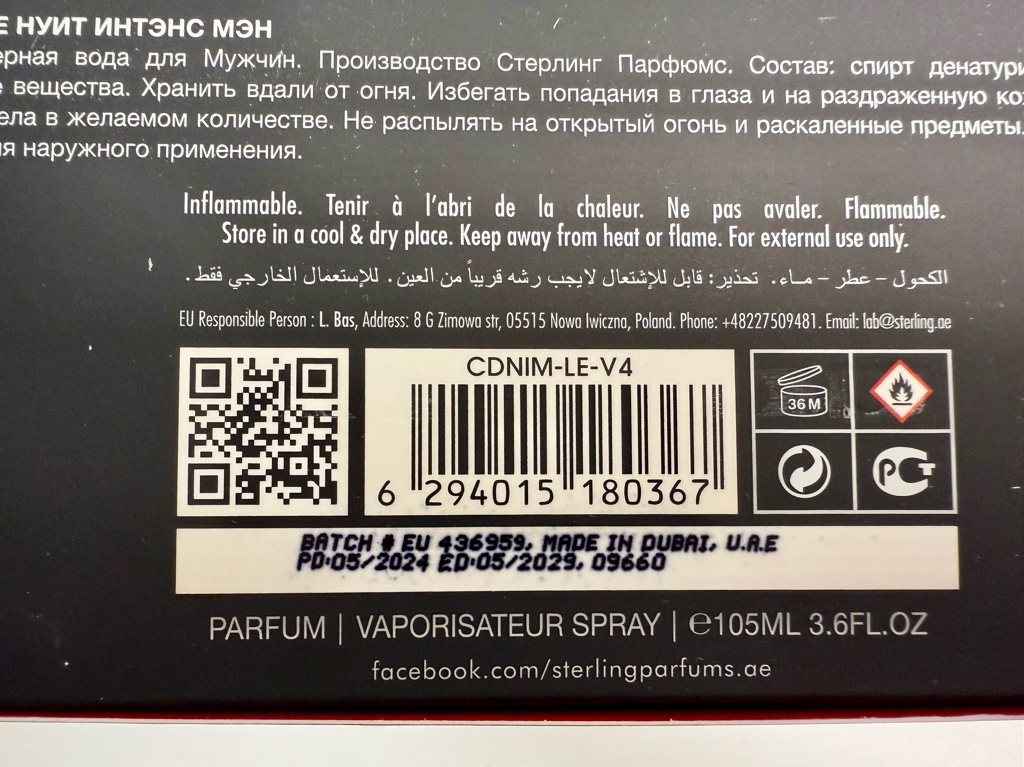 НУИТ ИНТЭНС МЭН
вода для Мужчин. Производство Стерлинг Парфюмс. Состав: спирт
вещества. Хранить вдали от огня. Избегать попадания в глаза и на раздраженную
в желаемом количестве. Не распылять на открытый огонь и раскаленные предметы.
наружного применения.
Inflammable. Tenir à l'abri de la chaleur. Ne pas avaler. Flammable.
Store in a cool & dry place. Keep away from heat or flame. For external use only.
الكحول - عطر - ماء. تحذير: قابل للإشتعال لايجب رشه قريباً من العين. للإستعمال الخارجي فقط.
EU Responsible Person : L. Bas, Address: 8 G Zimowa str, 05515 Nowa Iwiczna, Poland. Phone: +48227509481. Email: lab@sterling.ae
CDNIM-LE-V4
36 M
6 294015 180367
РСТ
BATCH # EU 436959, MADE IN DUBAI, U.A.E
PD:05/2024 ED:05/2029, 09660
PARFUM | VAPORISATEUR SPRAY | ℮105ML 3.6FL.OZ
facebook.com/sterlingparfums.ae